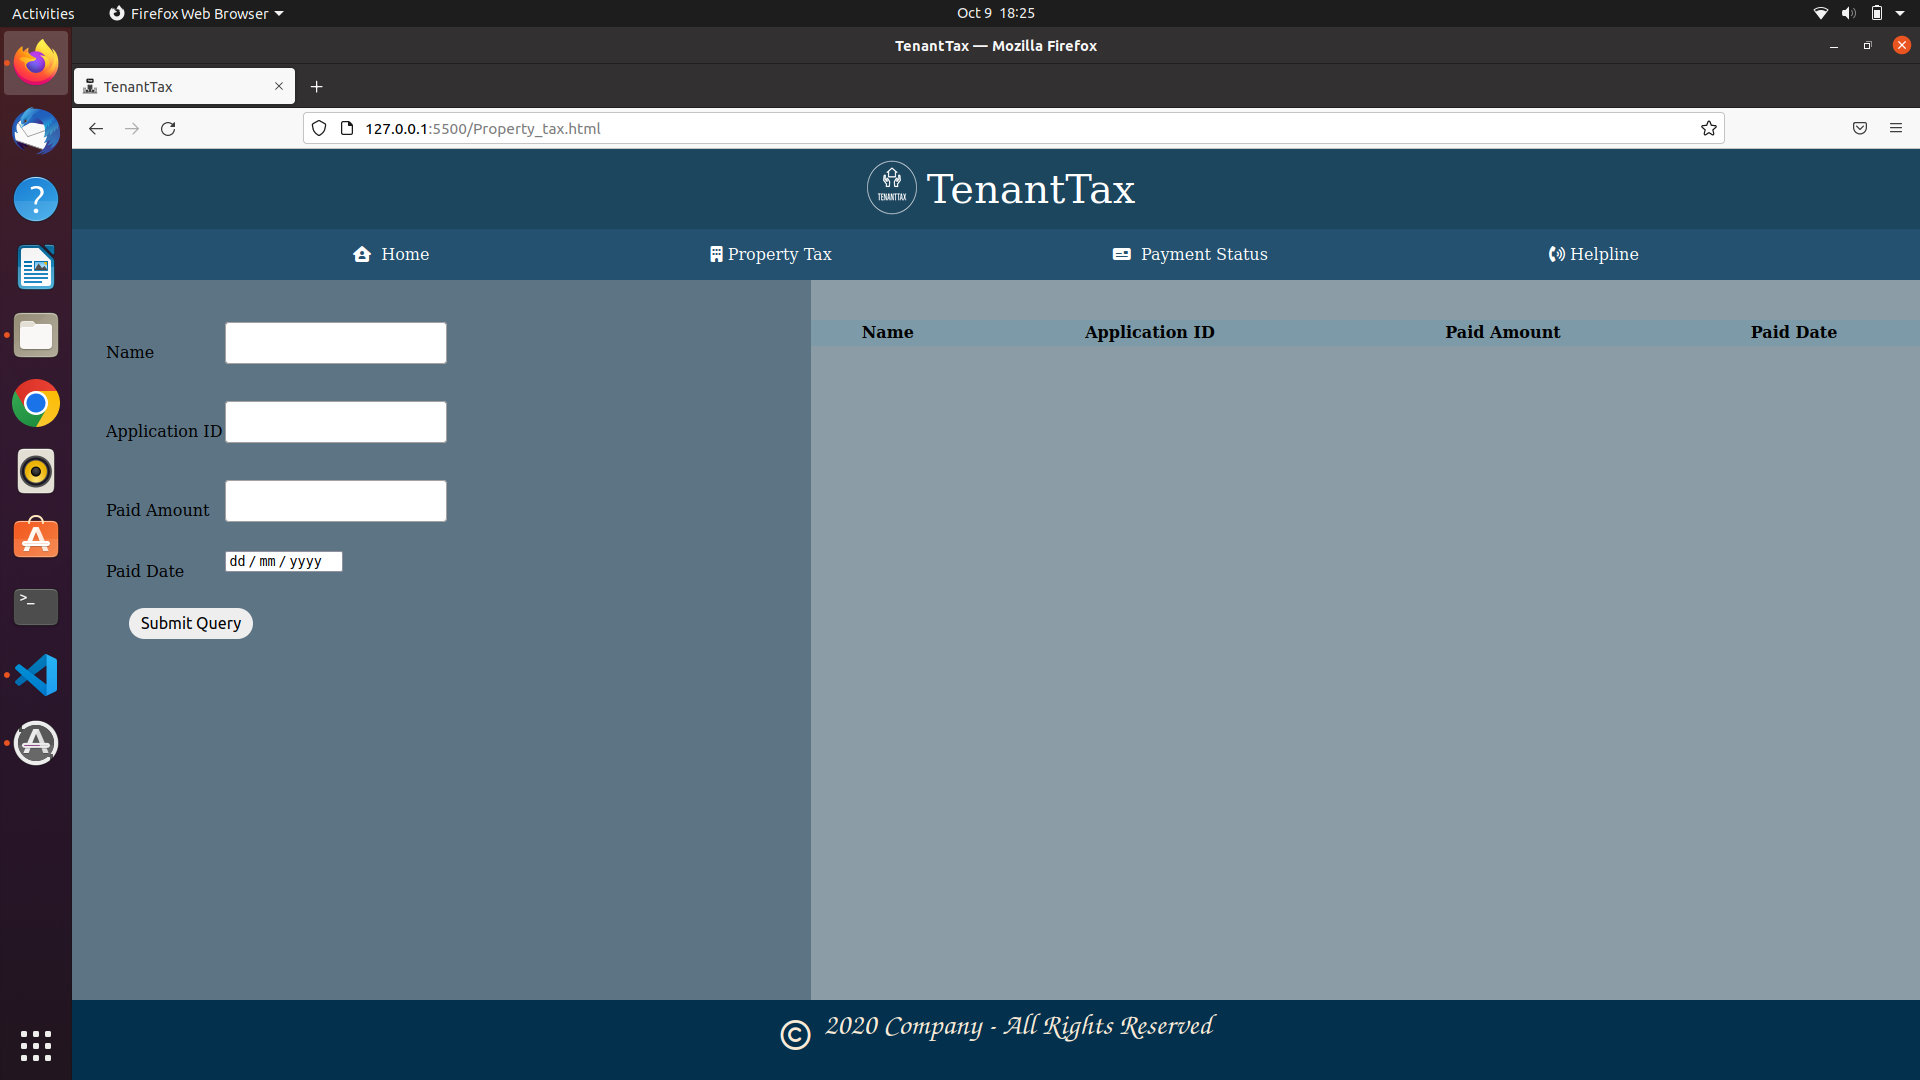 Activities Firefox Web Browser Oct 9 18:25
TenantTax — Mozilla Firefox
TenantTax
127.0.0.1:5500/Property_tax.html
TENANTTAX TenantTax
Home Property Tax Payment Status Helpline
Name Application ID Paid Amount Paid Date
Name
Application ID
Paid Amount
Paid Date dd / mm / yyyy
Submit Query
© 2020 Company - All Rights Reserved